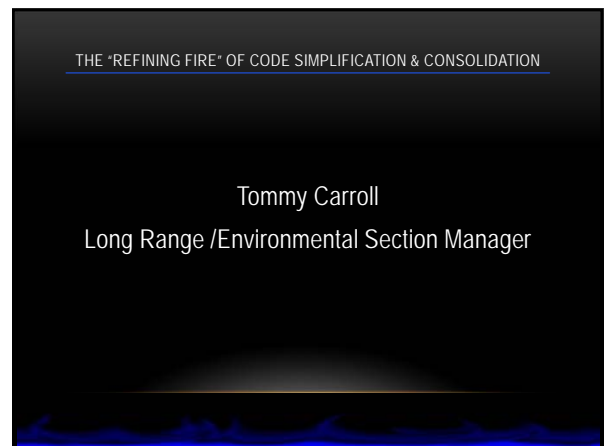 THE “REFINING FIRE” OF CODE SIMPLIFICATION & CONSOLIDATION
Tommy Carroll
Long Range /Environmental Section Manager